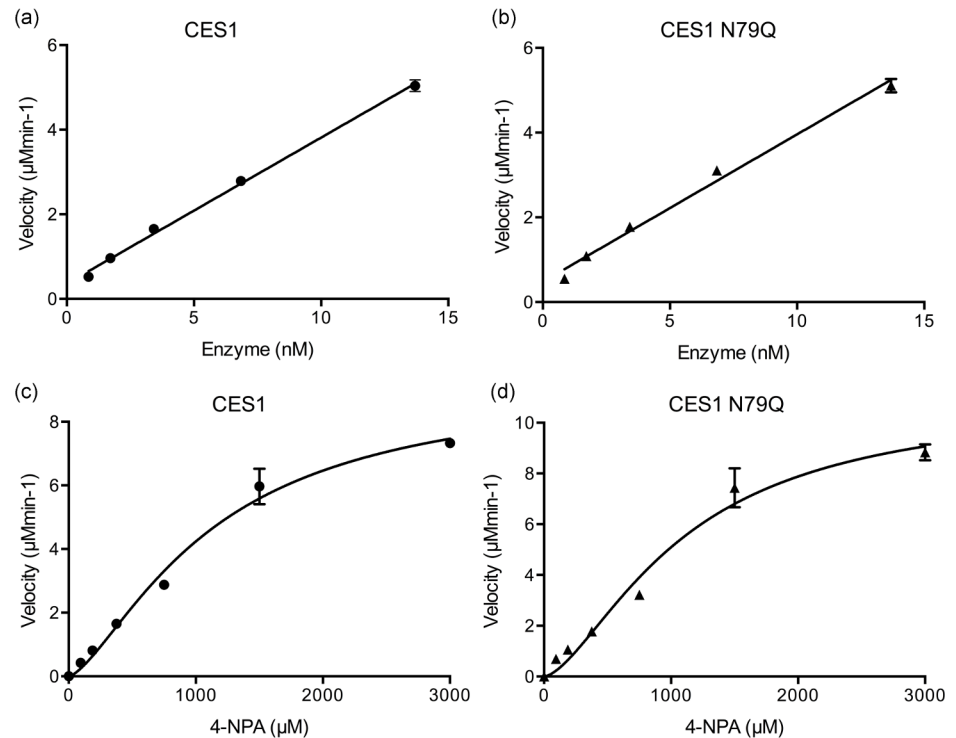 (a)
CES1
6
4
2
0
Velocity (µMmin-1)
0 5 10 15
Enzyme (nM)
(b)
CES1 N79Q
6
4
2
0
Velocity (µMmin-1)
0 5 10 15
Enzyme (nM)
(c)
CES1
8
6
4
2
0
Velocity (µMmin-1)
0 1000 2000 3000
4-NPA (µM)
(d)
CES1 N79Q
10
8
6
4
2
0
Velocity (µMmin-1)
0 1000 2000 3000
4-NPA (µM)